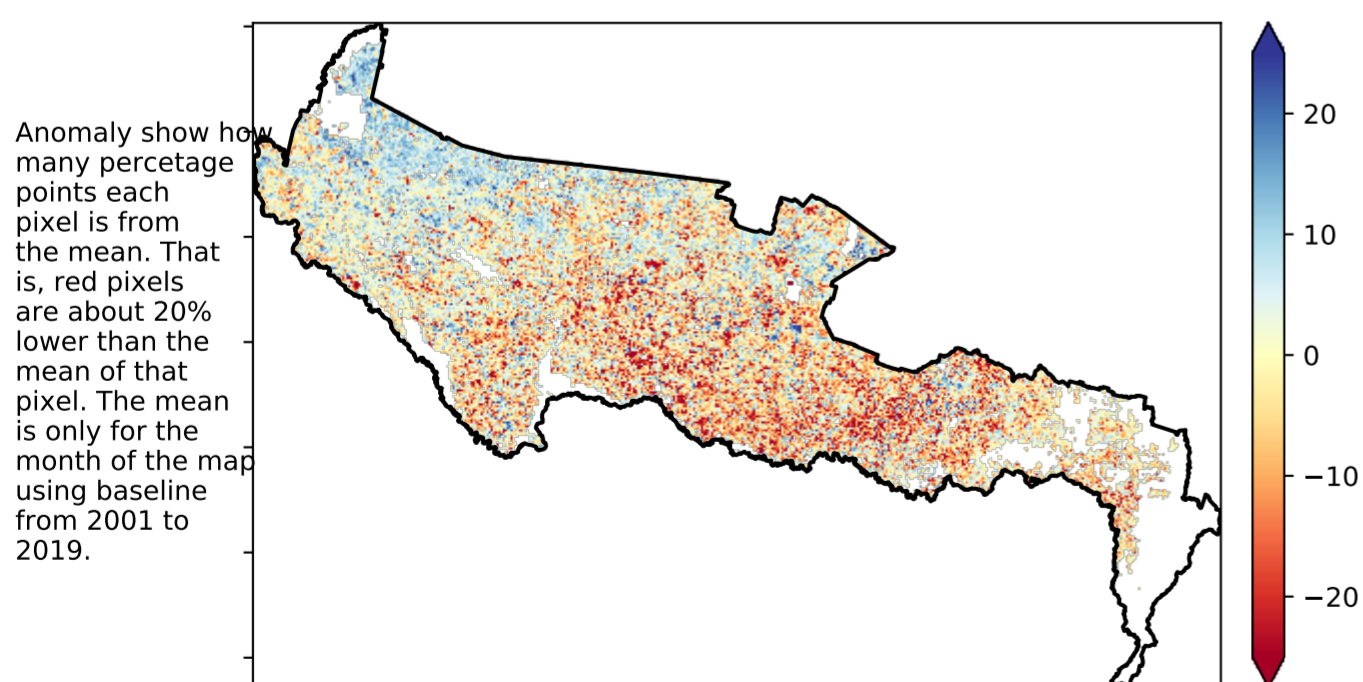 Anomaly show how
many percetage
points each
pixel is from
the mean. That
is, red pixels
are about 20%
lower than the
mean of that
pixel. The mean
is only for the
month of the map
using baseline
from 2001 to
2019.
20
10
0
−10
−20